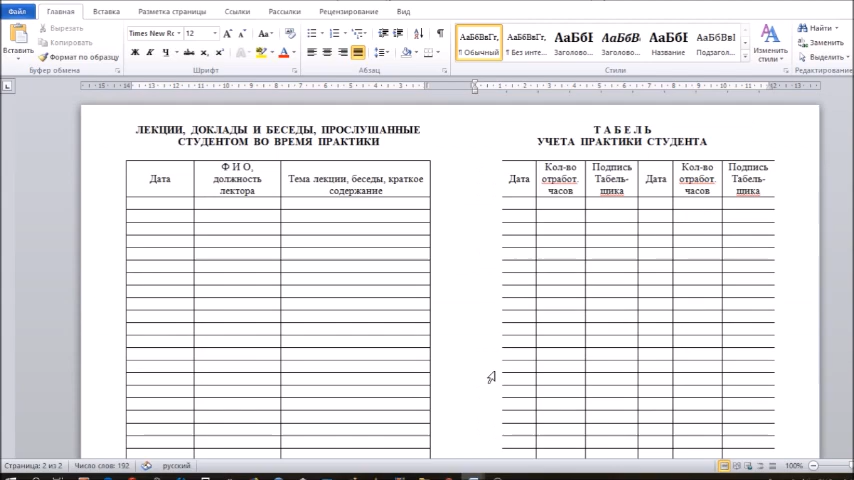 Файл
Главная
Вставка
Разметка страницы
Ссылки
Рассылки
Рецензирование
Вид
Вставить
Вырезать
Копировать
Формат по образцу
Буфер обмена
Times New Ro
12
Шрифт
Абзац
АаБбВвГг,
¶ Обычный
АаБбВвГг,
¶ Без инте...
АаБбЕ
Заголово...
АаБбВ
Заголово...
АаБбЕ
Название
АаБбВвІ
Подзагол...
Изменить
стили
Стили
Найти
Заменить
Выделить
Редактирование
ЛЕКЦИИ, ДОКЛАДЫ И БЕСЕДЫ, ПРОСЛУШАННЫЕ
СТУДЕНТОМ ВО ВРЕМЯ ПРАКТИКИ
Дата
Ф И О,
должность
лектора
Тема лекции, беседы, краткое
содержание
Т А Б Е Л Ь
УЧЕТА ПРАКТИКИ СТУДЕНТА
Дата
Кол-во
отработ.
часов
Подпись
Табель-
щика
Дата
Кол-во
отработ.
часов
Подпись
Табель-
щика
Страница: 2 из 2
Число слов: 192
русский
100%